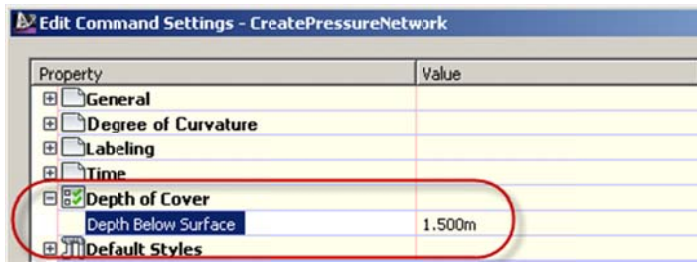 Edit Command Settings - CreatePressureNetwork
Property Value
General
Degree of Curvature
Labeling
Time
Depth of Cover
Depth Below Surface 1.500m
Default Styles